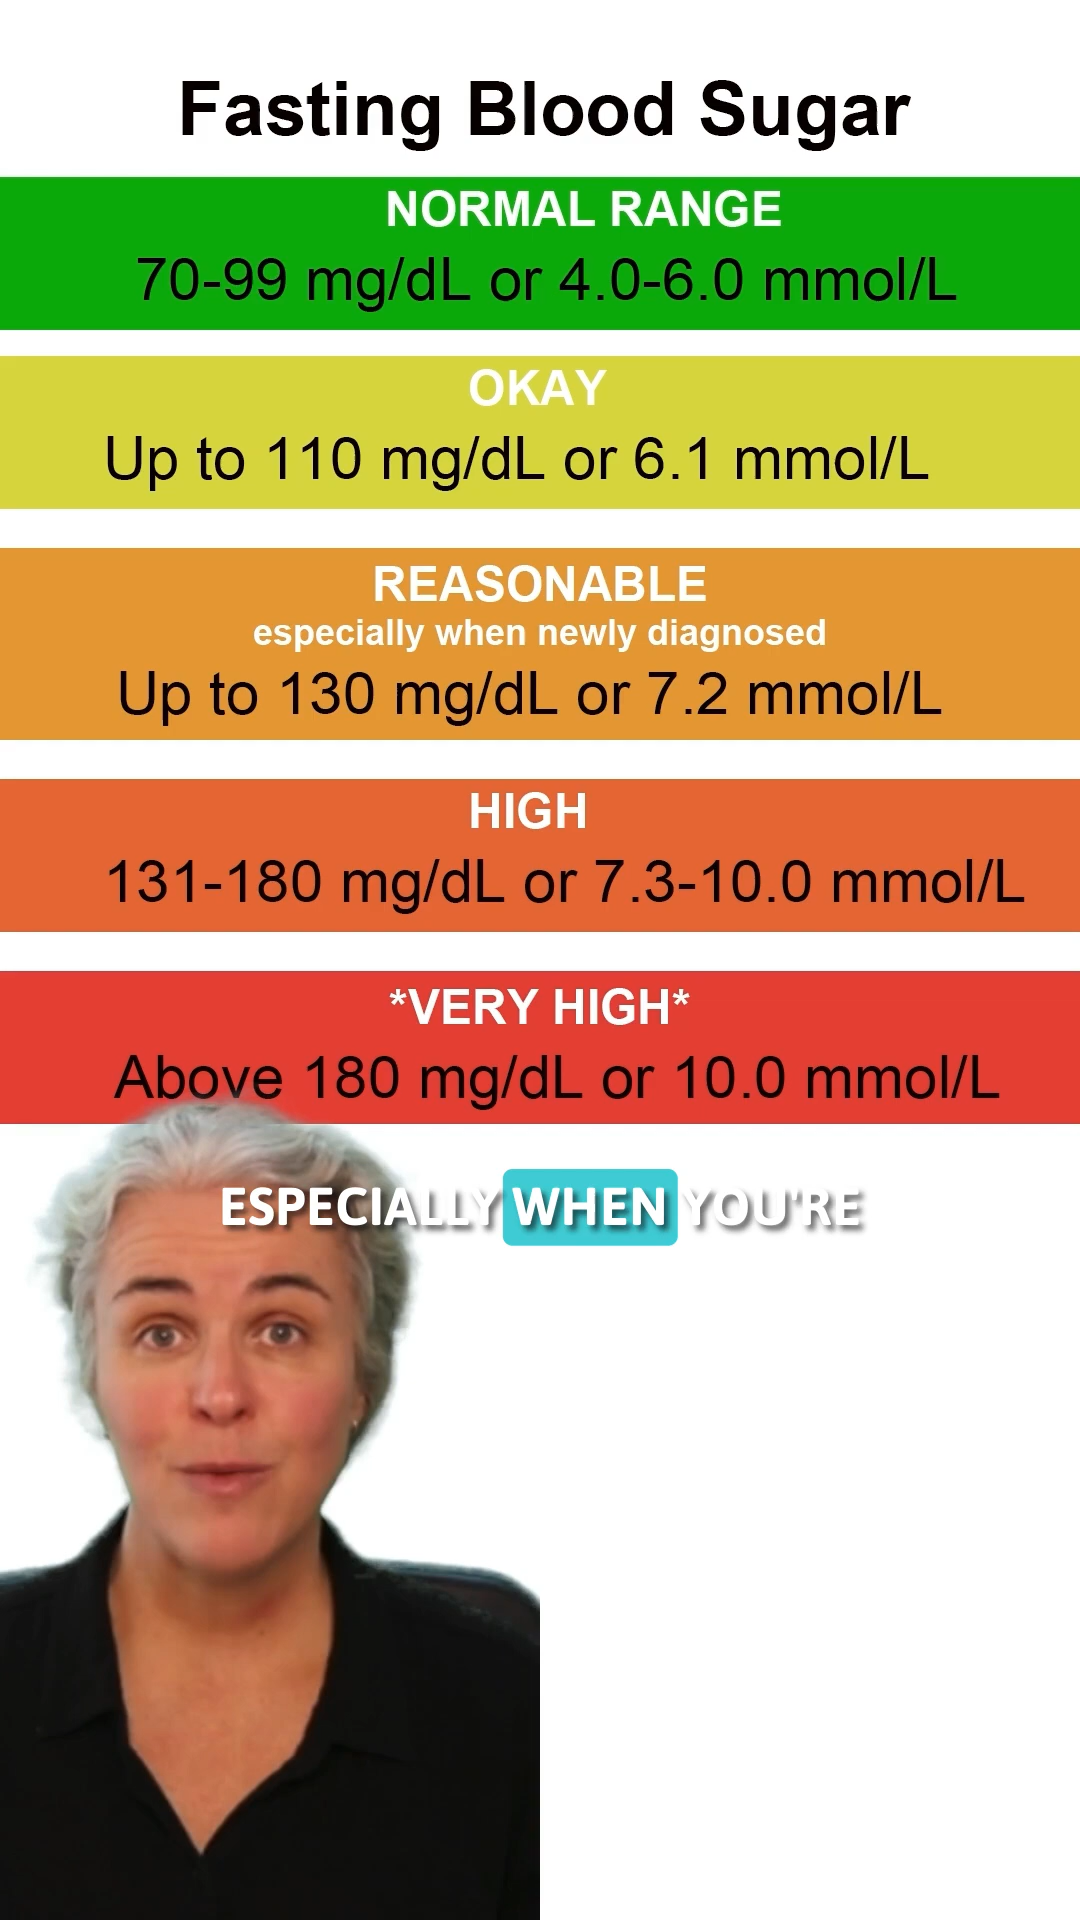 Fasting Blood Sugar
NORMAL RANGE
70-99 mg/dL or 4.0-6.0 mmol/L
OKAY
Up to 110 mg/dL or 6.1 mmol/L
REASONABLE
especially when newly diagnosed
Up to 130 mg/dL or 7.2 mmol/L
HIGH
131-180 mg/dL or 7.3-10.0 mmol/L
*VERY HIGH*
Above 180 mg/dL or 10.0 mmol/L
ESPECIALLY WHEN YOU'RE